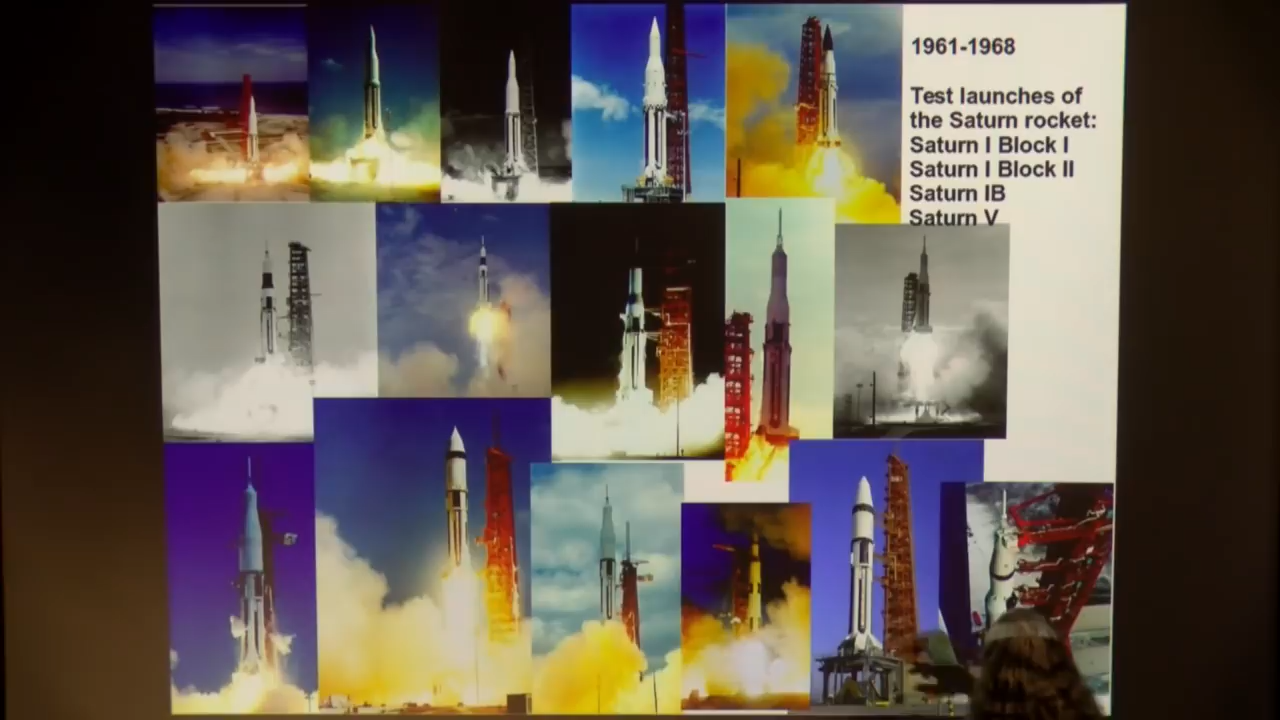 1961-1968
Test launches of
the Saturn rocket:
Saturn I Block I
Saturn I Block II
Saturn IB
Saturn V